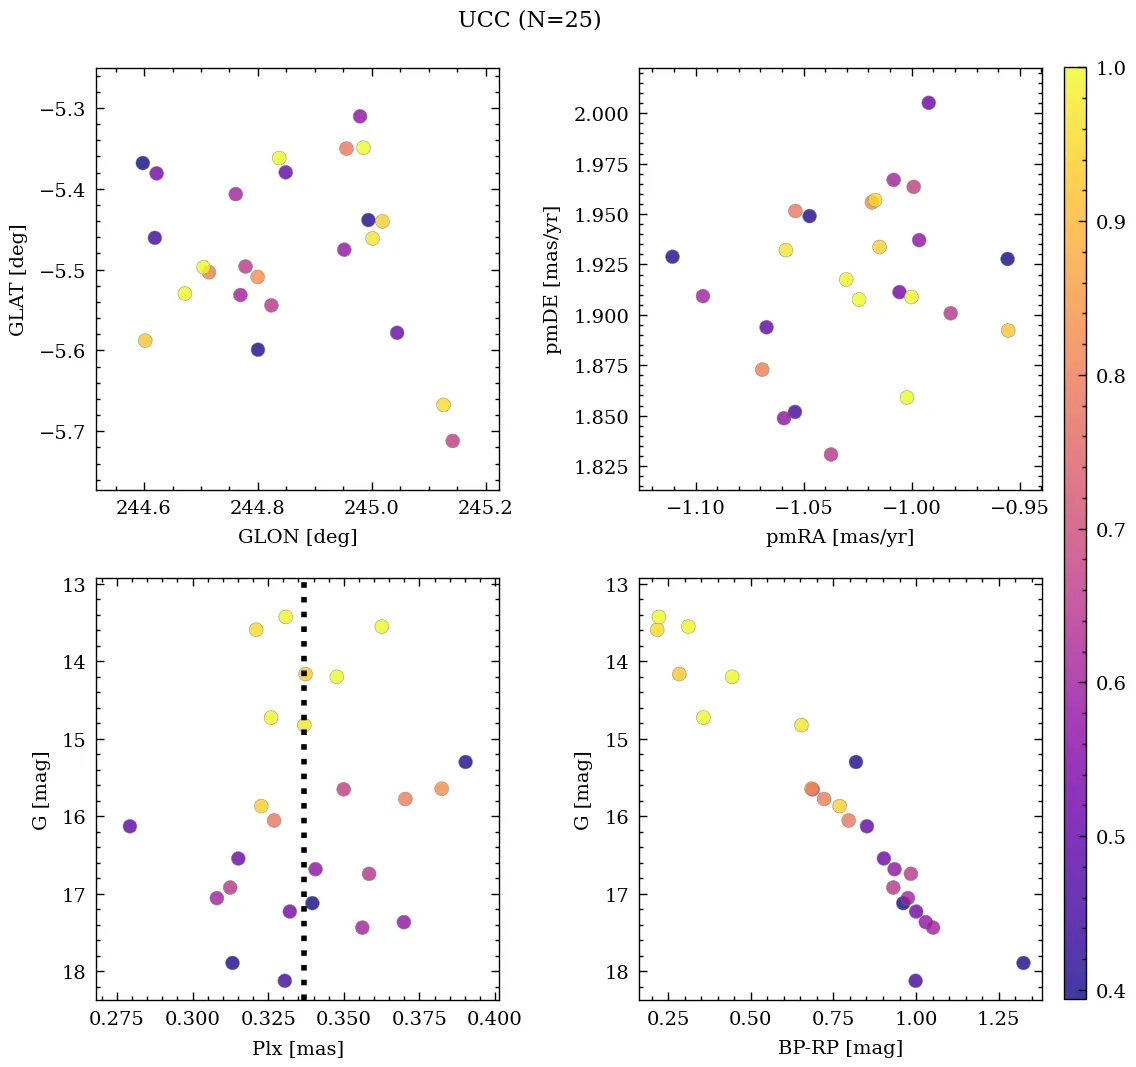 UCC (N=25)
−5.3
−5.4
−5.5
−5.6
−5.7
GLAT [deg]
244.6 244.8 245.0 245.2
GLON [deg]
2.000
1.975
1.950
1.925
1.900
1.875
1.850
1.825
pmDE [mas/yr]
−1.10 −1.05 −1.00 −0.95
pmRA [mas/yr]
13
14
15
16
17
18
G [mag]
0.275 0.300 0.325 0.350 0.375 0.400
Plx [mas]
13
14
15
16
17
18
G [mag]
0.25 0.50 0.75 1.00 1.25
BP-RP [mag]
1.0
0.9
0.8
0.7
0.6
0.5
0.4